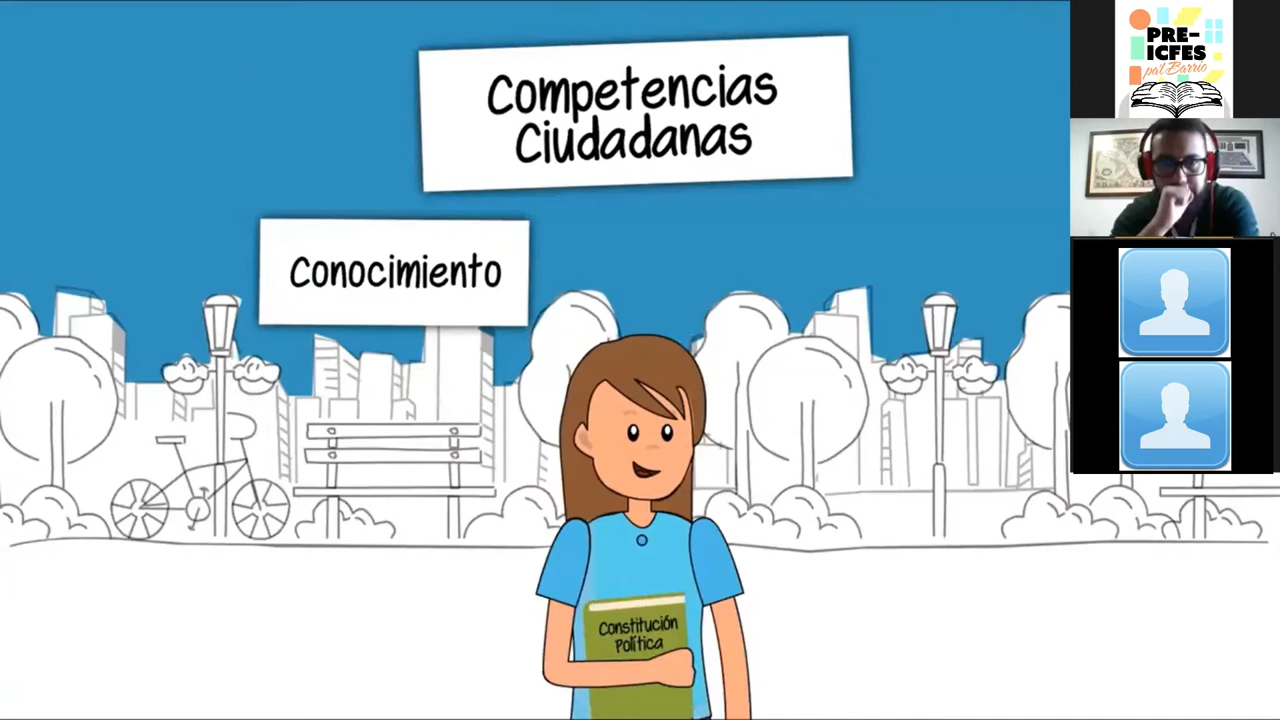 Competencias
Ciudadanas
Conocimiento
Constitución
Política
PRE-
ICFES
pal Barrio